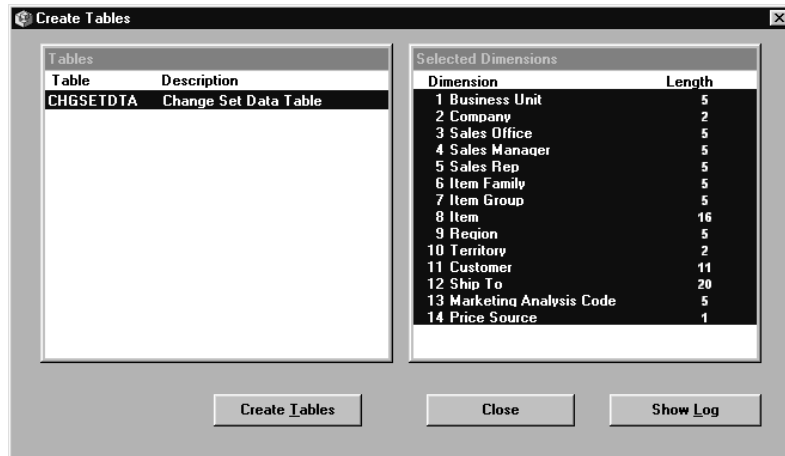 Create Tables
Tables
Table Description
CHGSETDTA Change Set Data Table
Selected Dimensions
Dimension Length
1 Business Unit 5
2 Company 2
3 Sales Office 5
4 Sales Manager 5
5 Sales Rep 5
6 Item Family 5
7 Item Group 5
8 Item 16
9 Region 5
10 Territory 2
11 Customer 11
12 Ship To 20
13 Marketing Analysis Code 5
14 Price Source 1
Create Tables Close Show Log